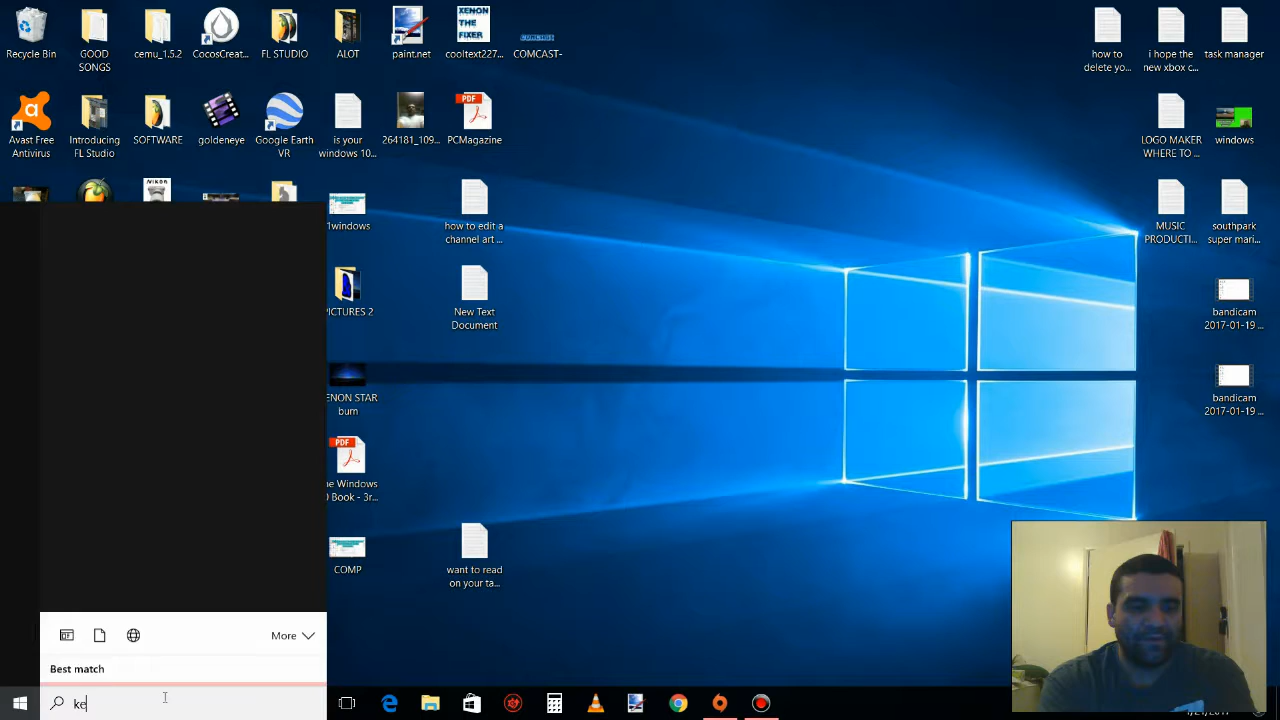 Recycle Bin
GOOD
SONGS
cemu_1.5.2
CocosCreat...
FL STUDIO
ALOT
paint.net
XENON
THE
FIXER
cooltext227...
COMCAST-
how to
delete yo...
i hope the
new xbox c...
task manager
Avast Free
Antivirus
Introducing
FL Studio
SOFTWARE
goldeneye
Google Earth
VR
is your
windows 10...
264181_109...
PDF
PCMagazine
LOGO MAKER
WHERE TO ...
windows
Nikon
1windows
how to edit a
channel art ...
MUSIC
PRODUCTI...
southpark
super mari...
PICTURES 2
New Text
Document
bandicam
2017-01-19 ...
ENON STAR
burn
bandicam
2017-01-19 ...
PDF
he Windows
0 Book - 3r...
COMP
want to read
on your ta...
More
Best match
ke